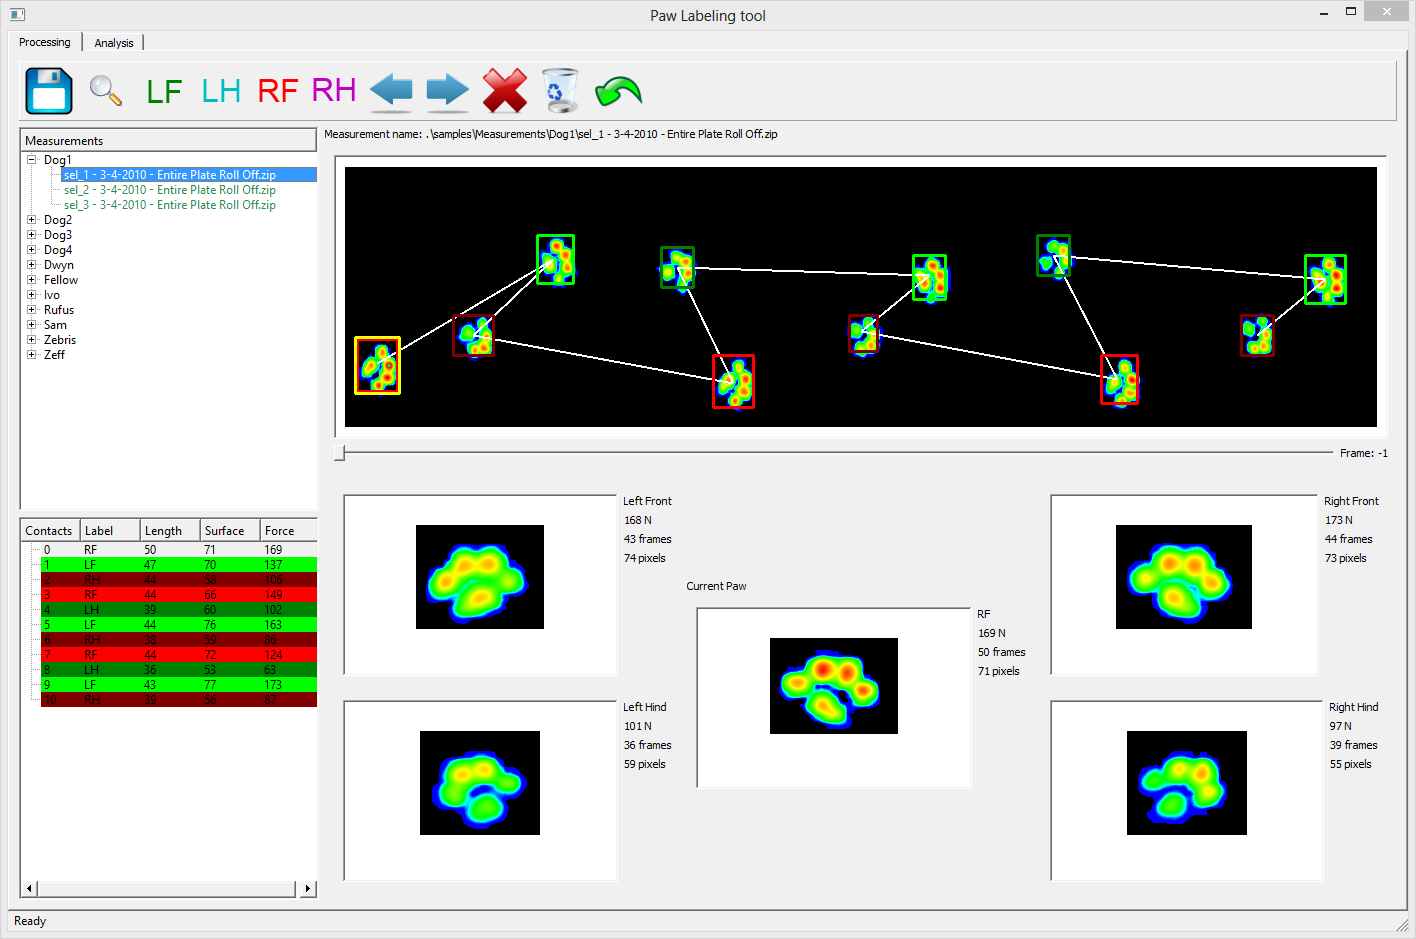 Paw Labeling tool
Processing
Analysis
LF LH RF RH
Measurements
Measurement name: .\samples\Measurements\Dog1\sel_1 - 3-4-2010 - Entire Plate Roll Off.zip
Dog1
sel_1 - 3-4-2010 - Entire Plate Roll Off.zip
sel_2 - 3-4-2010 - Entire Plate Roll Off.zip
sel_3 - 3-4-2010 - Entire Plate Roll Off.zip
Dog2
Dog3
Dog4
Dwyn
Fellow
Ivo
Rufus
Sam
Zebris
Zeff
Frame: -1
Contacts Label Length Surface Force
0 RF 50 71 169
1 LF 47 70 137
2 RH 44 58 106
3 RF 44 66 149
4 LH 39 60 102
5 LF 44 76 163
6 RH 38 59 86
7 RF 44 72 124
8 LH 36 53 63
9 LF 43 77 173
10 RH 39 55 87
Left Front
168 N
43 frames
74 pixels
Right Front
173 N
44 frames
73 pixels
Current Paw
RF
169 N
50 frames
71 pixels
Left Hind
101 N
36 frames
59 pixels
Right Hind
97 N
39 frames
55 pixels
Ready